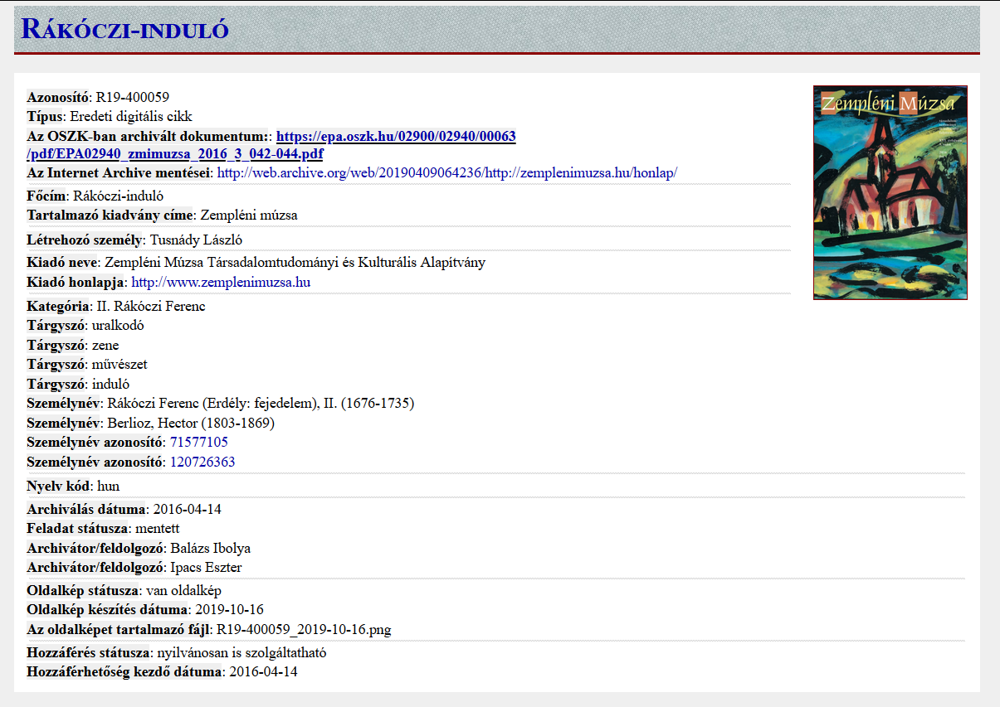 Rákóczi-induló
Azonosító: R19-400059
Típus: Eredeti digitális cikk
Az OSZK-ban archivált dokumentum:: https://epa.oszk.hu/02900/02940/00063
/pdf/EPA02940_zmimuzsa_2016_3_042-044.pdf
Az Internet Archive mentései: http://web.archive.org/web/20190409064236/http://zemplenimuzsa.hu/honlap/
Főcím: Rákóczi-induló
Tartalmazó kiadvány címe: Zempléni múzsa
Létrehozó személy: Tusnády László
Kiadó neve: Zempléni Múzsa Társadalomtudományi és Kulturális Alapítvány
Kiadó honlapja: http://www.zemplenimuzsa.hu
Kategória: II. Rákóczi Ferenc
Tárgyszó: uralkodó
Tárgyszó: zene
Tárgyszó: művészet
Tárgyszó: induló
Személynév: Rákóczi Ferenc (Erdély: fejedelem), II. (1676-1735)
Személynév: Berlioz, Hector (1803-1869)
Személynév azonosító: 71577105
Személynév azonosító: 120726363
Nyelv kód: hun
Archiválás dátuma: 2016-04-14
Feladat státusza: mentett
Archivátor/feldolgozó: Balázs Ibolya
Archivátor/feldolgozó: Ipacs Eszter
Oldalkép státusza: van oldalkép
Oldalkép készítés dátuma: 2019-10-16
Az oldalképet tartalmazó fájl: R19-400059_2019-10-16.png
Hozzáférés státusza: nyilvánosan is szolgáltatható
Hozzáférhetőség kezdő dátuma: 2016-04-14
Zempléni Múzsa